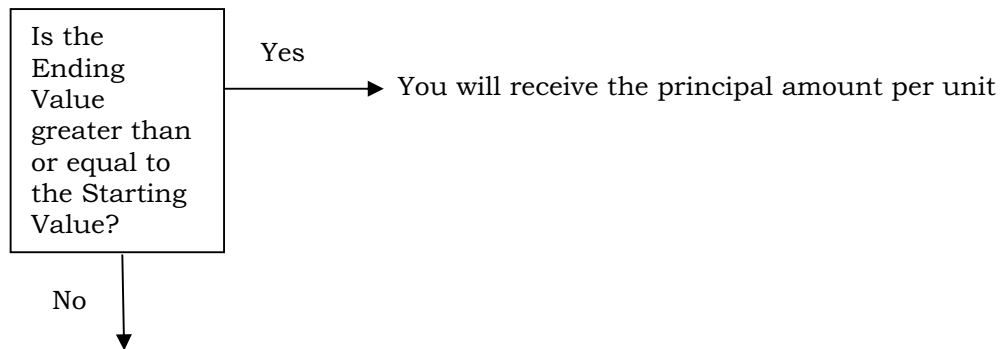 Is the
Ending
Value
greater than
or equal to
the Starting
Value?
Yes
You will receive the principal amount per unit
No